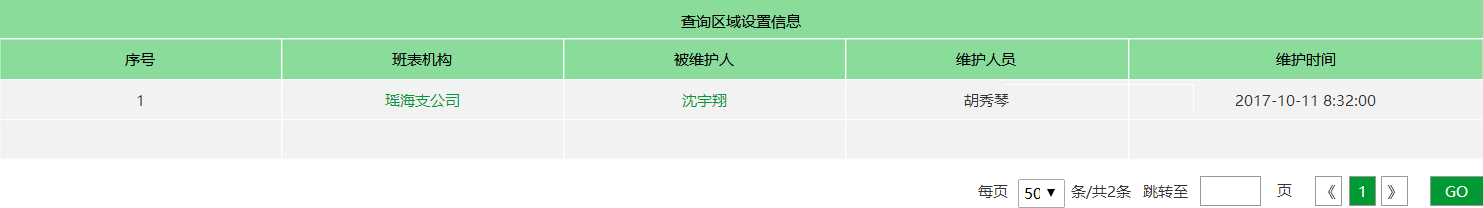 查询区域设置信息
序号 班表机构 被维护人 维护人员 维护时间
1 瑶海支公司 沈宇翔 胡秀琴 2017-10-11 8:32:00
每页 50 条/共2条 跳转至 页 《 1 》 GO